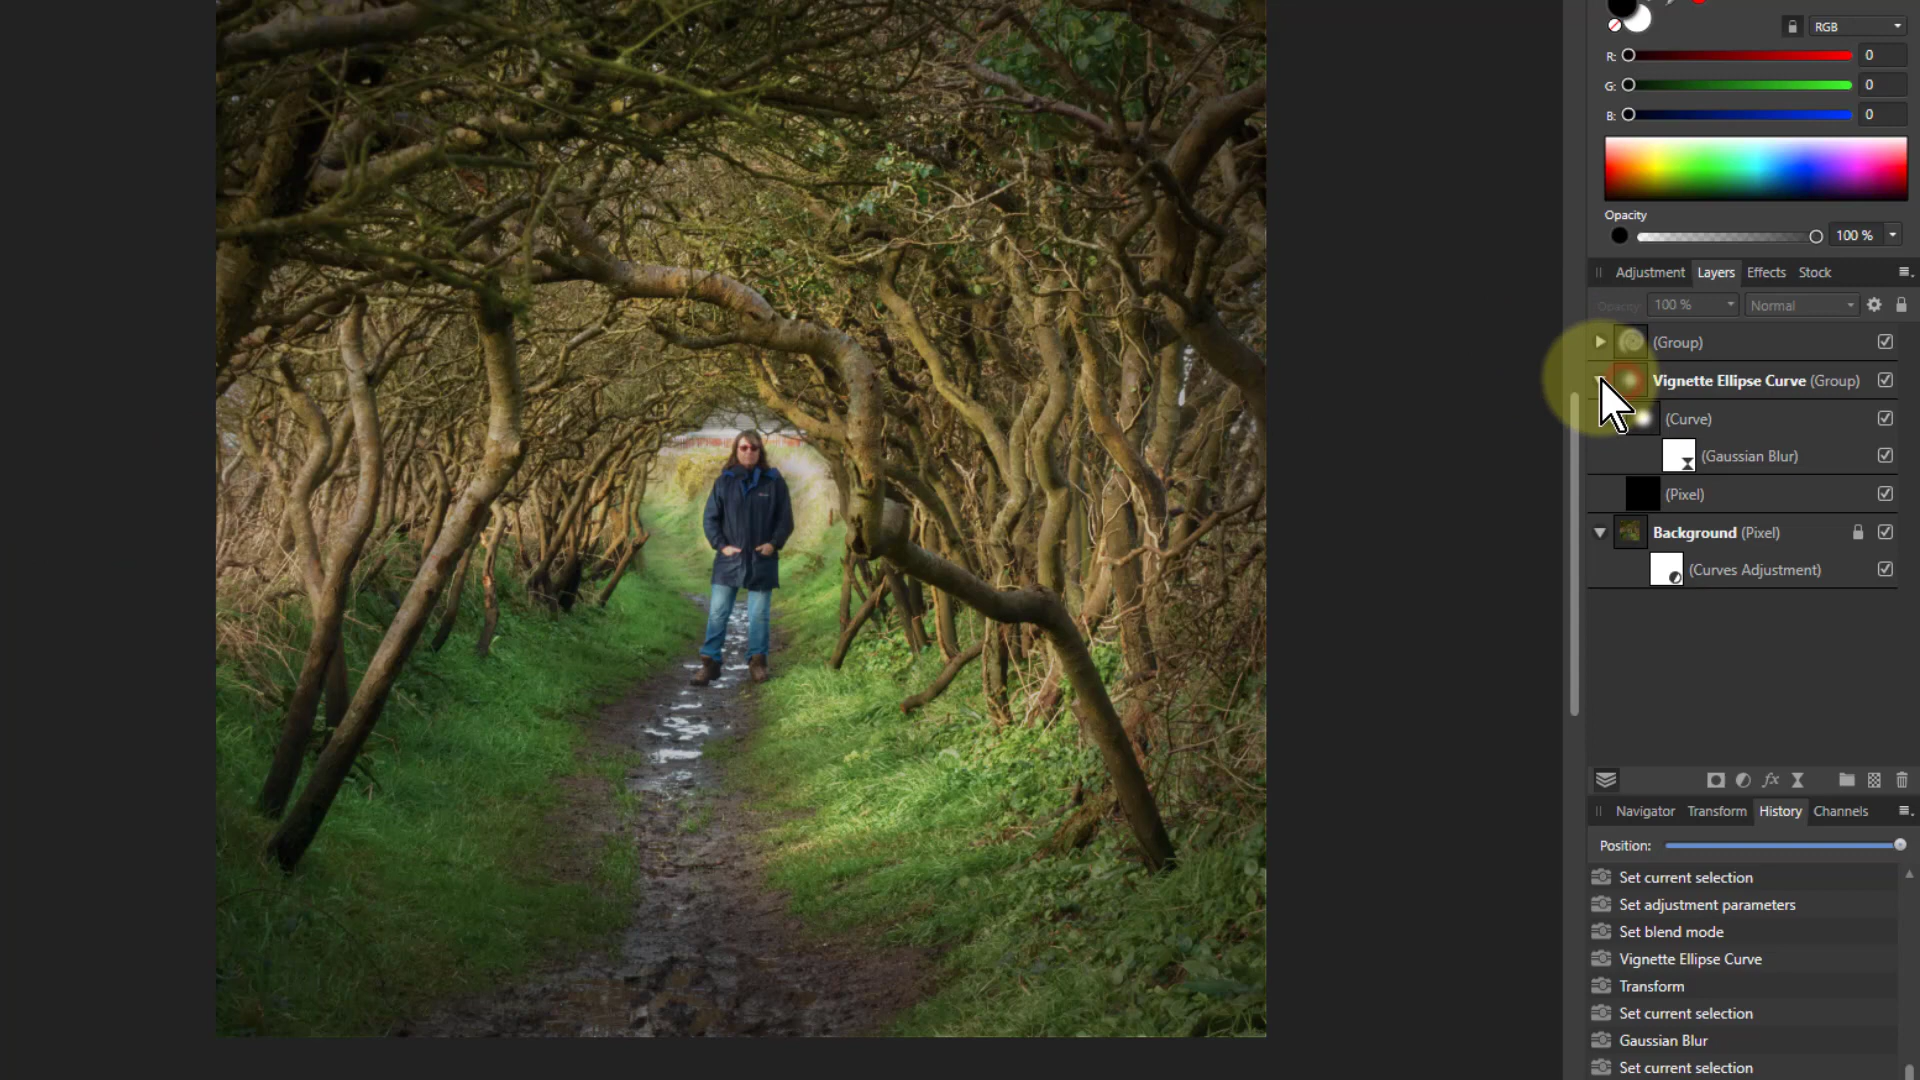 RGB
R: 0
G: 0
B: 0
Opacity
100 %
Adjustment Layers Effects Stock
Opacity: 100 % Normal
(Group)
Vignette Ellipse Curve (Group)
(Curve)
(Gaussian Blur)
(Pixel)
Background (Pixel)
(Curves Adjustment)
fx
Navigator Transform History Channels
Position:
Set current selection
Set adjustment parameters
Set blend mode
Vignette Ellipse Curve
Transform
Set current selection
Gaussian Blur
Set current selection